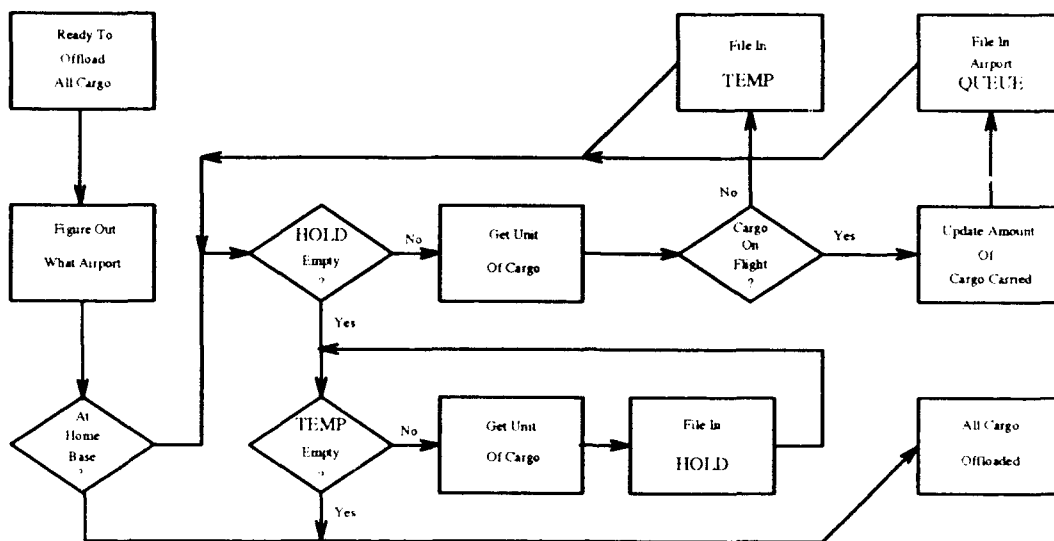 Ready To
Offload
All Cargo
File In
TEMP
File In
Airport
QUEUE
Figure Out
What Airport
HOLD
Empty
?
No
Get Unit
Of Cargo
No
Cargo
On
Flight
?
Yes
Update Amount
Of
Cargo Carried
Yes
At
Home
Base
?
TEMP
Empty
?
No
Get Unit
Of Cargo
File In
HOLD
All Cargo
Offloaded
Yes